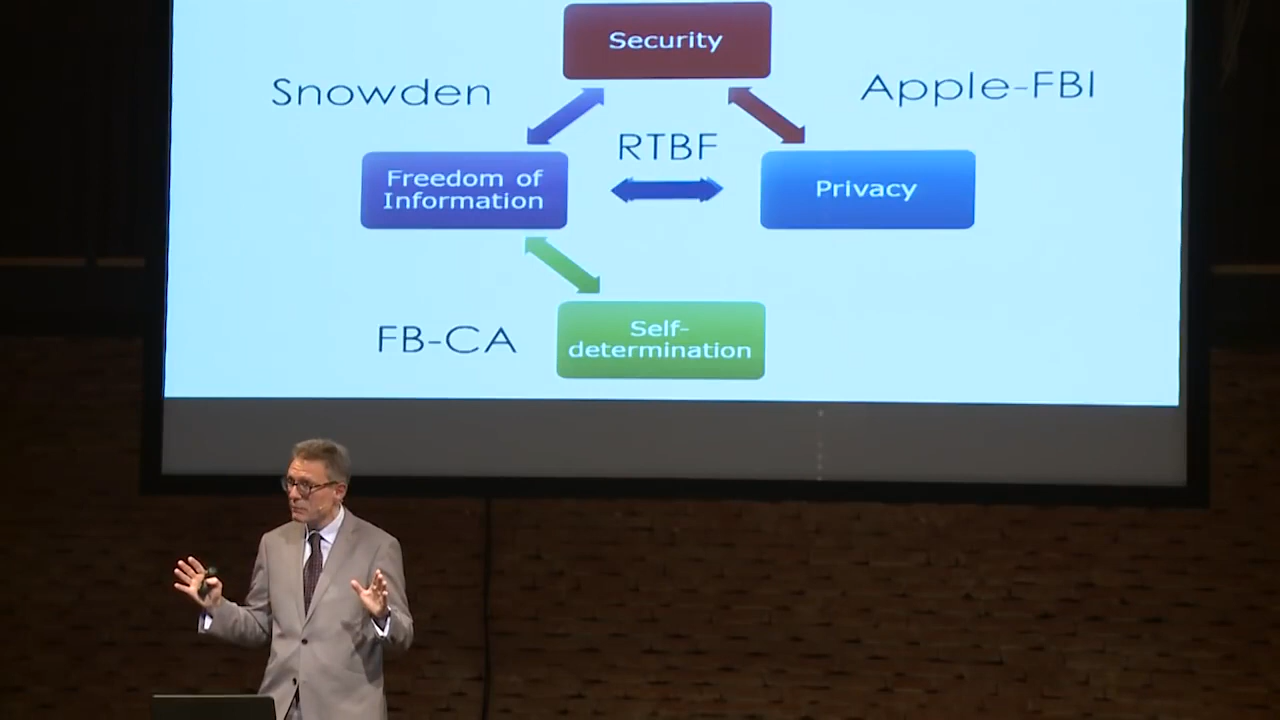 Security
Snowden
Apple-FBI
RTBF
Freedom of
Information
Privacy
FB-CA
Self-
determination